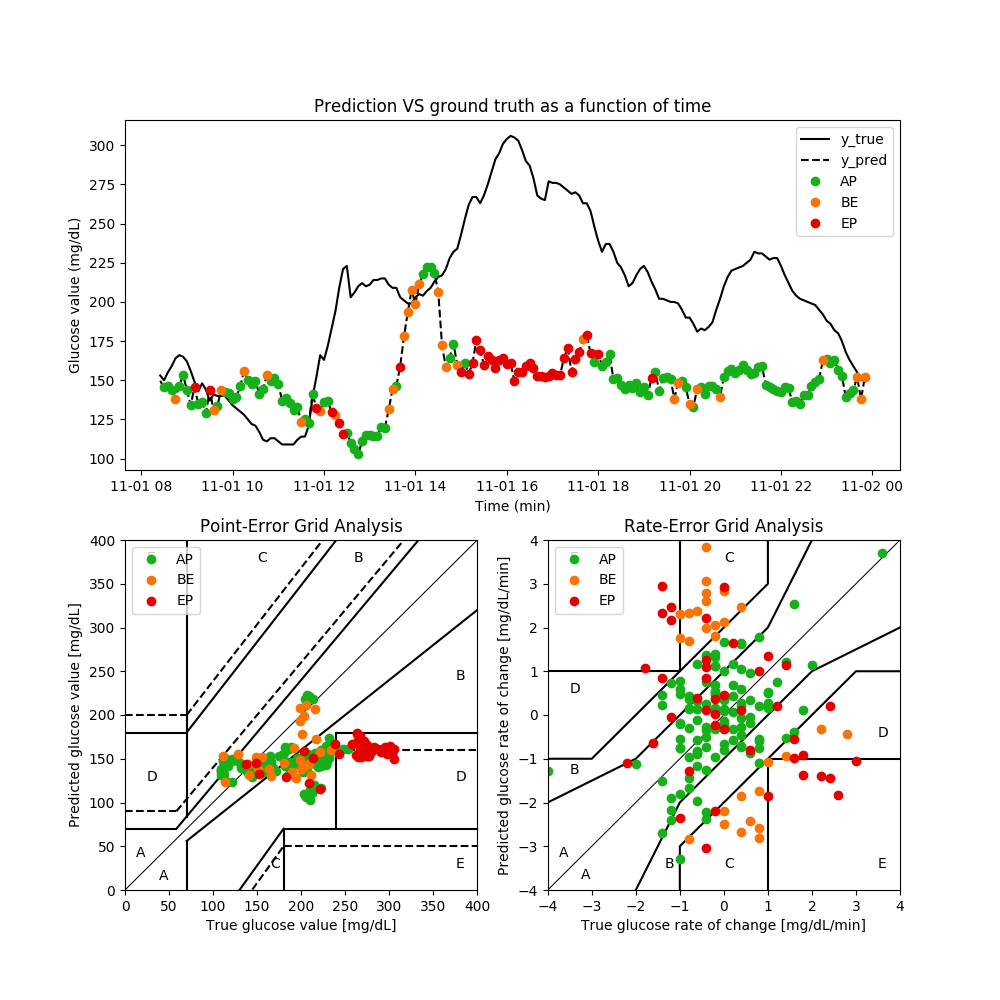 Prediction VS ground truth as a function of time
Glucose value (mg/dL)
300
275
250
225
200
175
150
125
100
y_true
y_pred
AP
BE
EP
11-01 08 11-01 10 11-01 12 11-01 14 11-01 16 11-01 18 11-01 20 11-01 22 11-02 00
Time (min)
Point-Error Grid Analysis
Predicted glucose value [mg/dL]
400
350
300
250
200
150
100
50
0
AP
BE
EP
C
B
B
D
D
A
A
C
E
0 50 100 150 200 250 300 350 400
True glucose value [mg/dL]
Rate-Error Grid Analysis
Predicted glucose rate of change [mg/dL/min]
4
3
2
1
0
−1
−2
−3
−4
AP
BE
EP
C
D
D
B
A
A
B
C
E
−4 −3 −2 −1 0 1 2 3 4
True glucose rate of change [mg/dL/min]